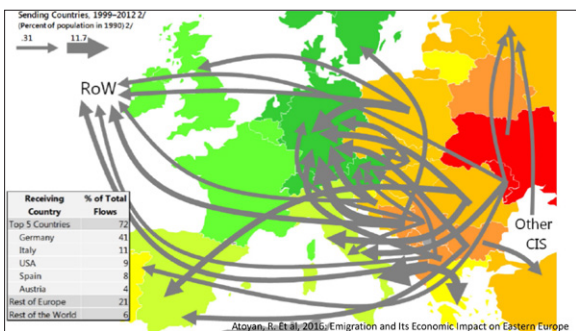 Sending Countries, 1999-2012 2/
(Percent of population in 1990) 2/
.31 11.7
RoW
Receiving Country % of Total Flows
Top 5 Countries 72
Germany 41
Italy 11
USA 9
Spain 8
Austria 4
Rest of Europe 21
Rest of the World 6
Other
CIS
Atoyan, R. Et al, 2016, Emigration and Its Economic Impact on Eastern Europe